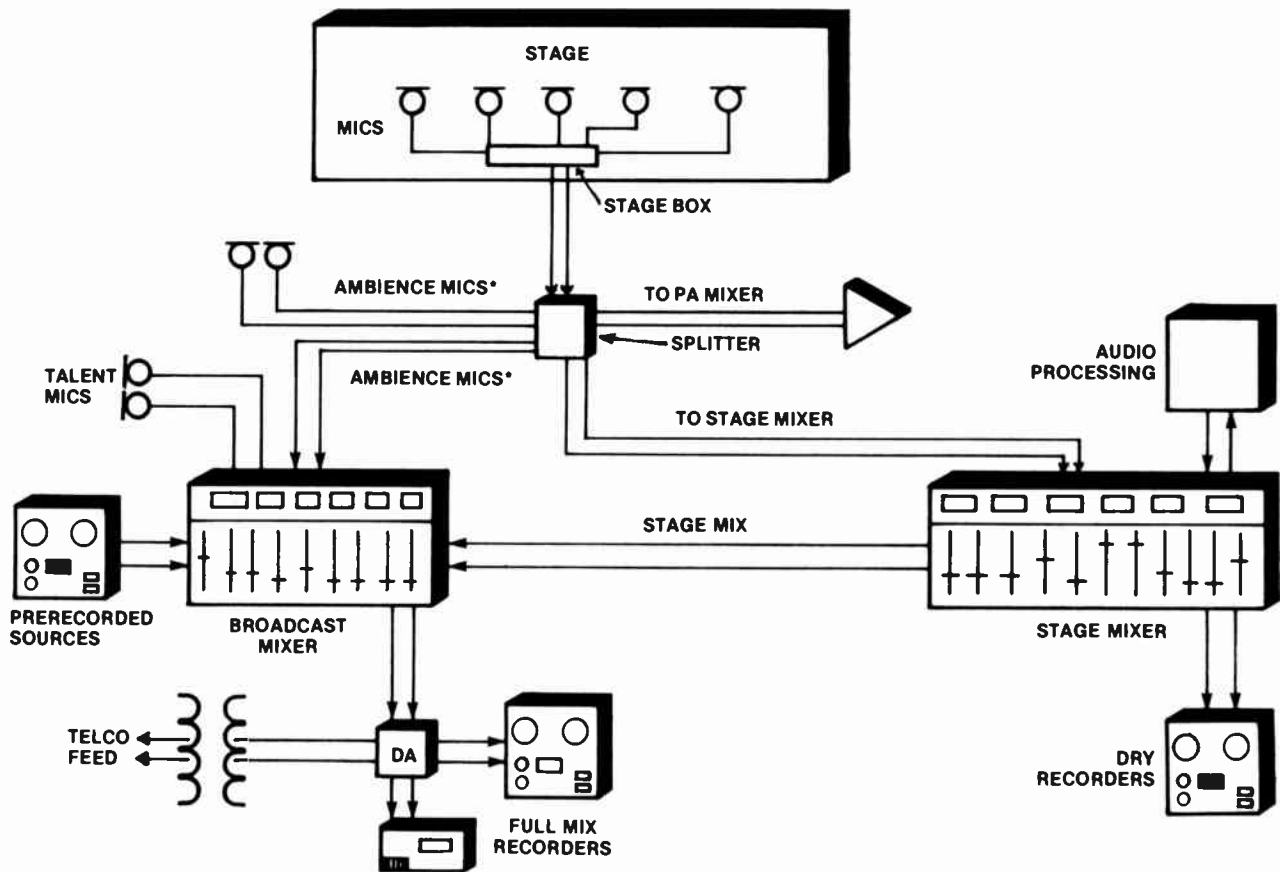 STAGE
MICS
STAGE BOX
AMBIENCE MICS*
TO PA MIXER
SPLITTER
AUDIO
PROCESSING
TALENT
MICS
AMBIENCE MICS*
TO STAGE MIXER
STAGE MIX
PRERECORDED
SOURCES
BROADCAST
MIXER
STAGE MIXER
TELCO
FEED
DA
FULL MIX
RECORDERS
DRY
RECORDERS